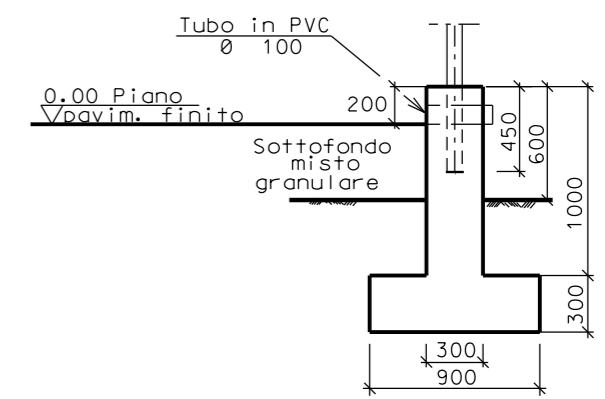 Tubo in PVC
Ø 100
0.00 Piano
pavim. finito
200
Sottofondo
misto
granulare
450
600
1000
300
300
900